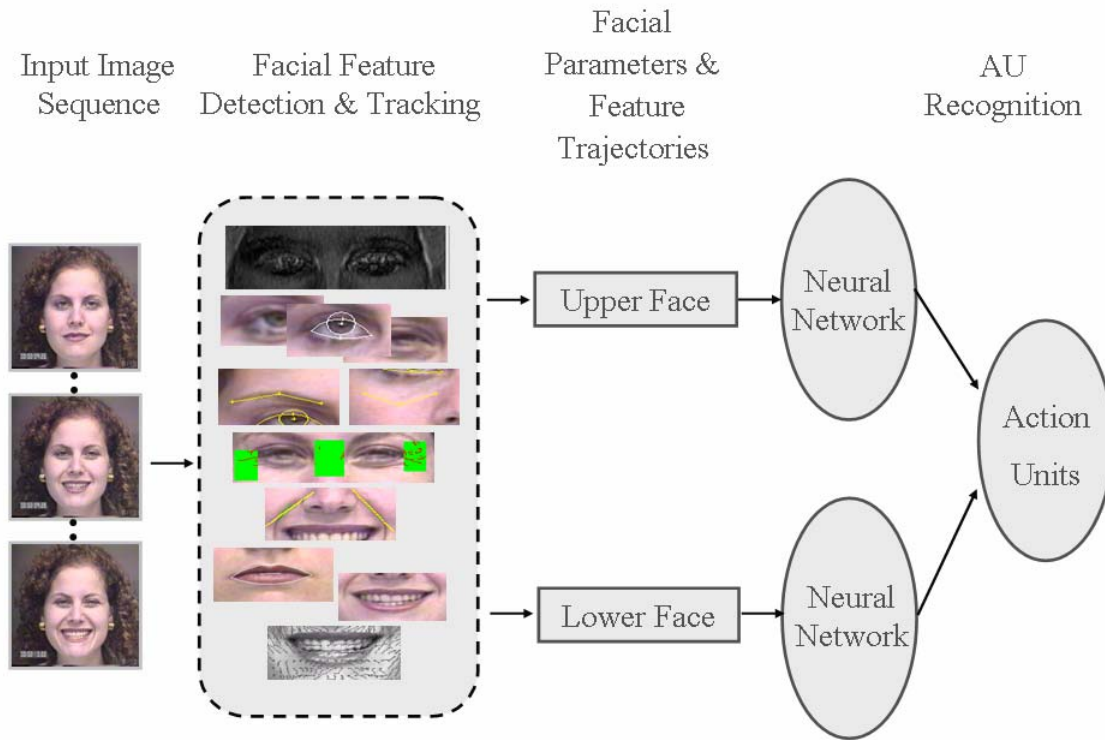 Input Image
Sequence
Facial Feature
Detection & Tracking
Facial
Parameters &
Feature
Trajectories
AU
Recognition
Upper Face
Neural
Network
Action
Units
Lower Face
Neural
Network